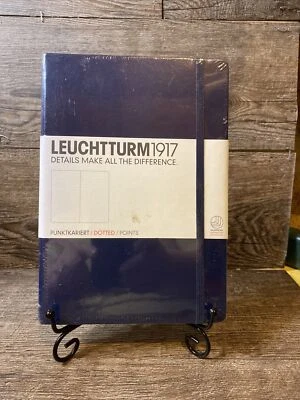 LEUCHTTURM1917
DETAILS MAKE ALL THE DIFFERENCE.
PUNKTKARIERT / DOTTED / POINTS